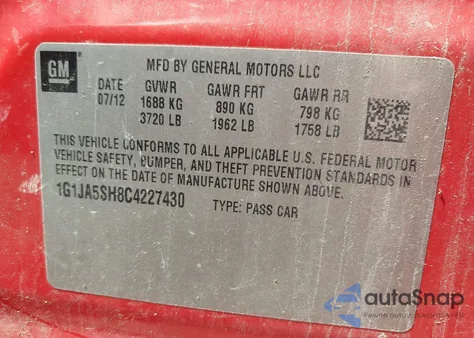 GM
MFD BY GENERAL MOTORS LLC
DATE GVWR GAWR FRT GAWR RR
07/12 1688 KG 890 KG 798 KG
3720 LB 1962 LB 1758 LB
THIS VEHICLE CONFORMS TO ALL APPLICABLE U.S. FEDERAL MOTOR
VEHICLE SAFETY, BUMPER, AND THEFT PREVENTION STANDARDS IN
EFFECT ON THE DATE OF MANUFACTURE SHOWN ABOVE.
1G1JA5SH8C4227430 TYPE: PASS CAR
autoSnap